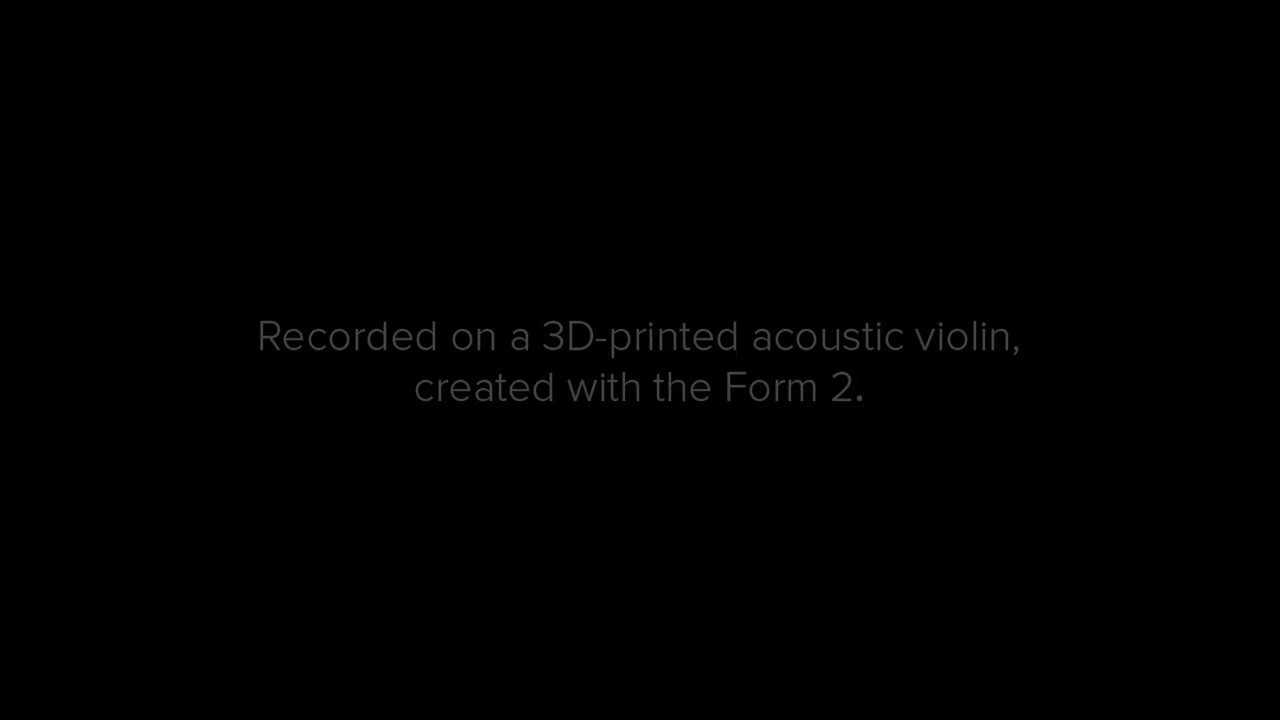 Recorded on a 3D-printed acoustic violin,
created with the Form 2.